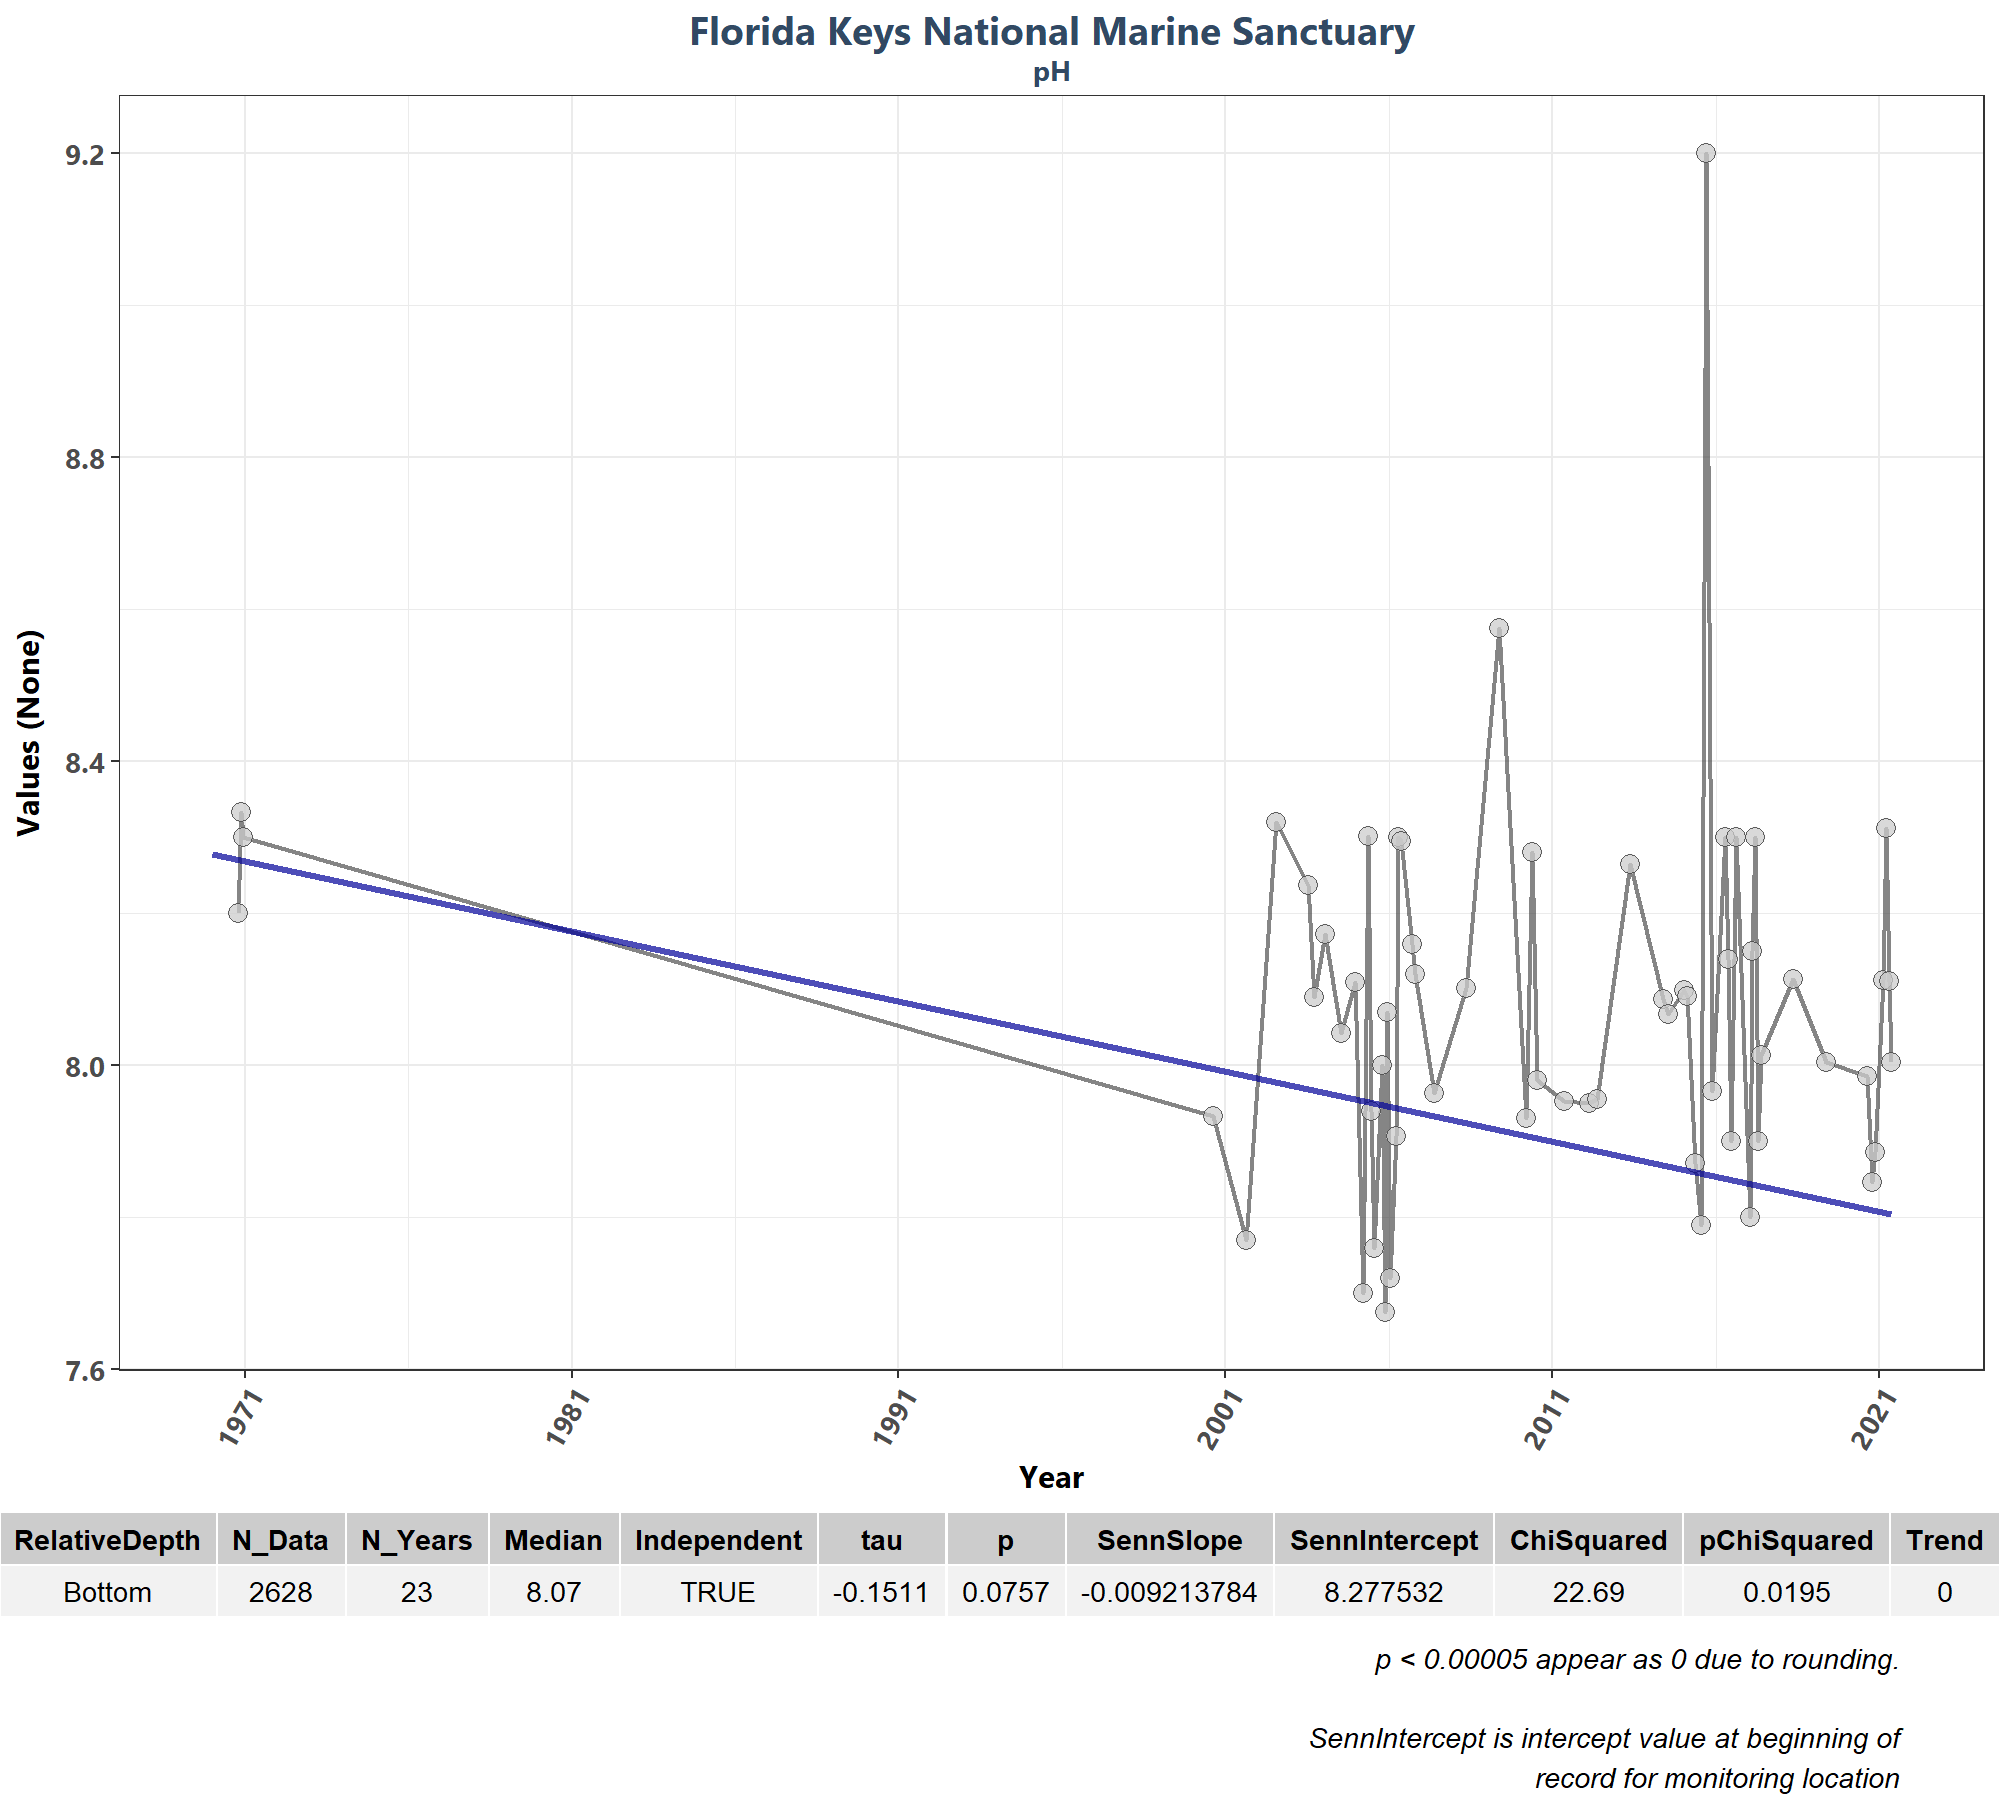 Florida Keys National Marine Sanctuary
pH
Values (None)
9.2
8.8
8.4
8.0
7.6
1971 1981 1991 2001 2011 2021
Year
RelativeDepth N_Data N_Years Median Independent tau p SennSlope SennIntercept ChiSquared pChiSquared Trend
Bottom 2628 23 8.07 TRUE -0.1511 0.0757 -0.009213784 8.277532 22.69 0.0195 0
p < 0.00005 appear as 0 due to rounding.
SennIntercept is intercept value at beginning of
record for monitoring location